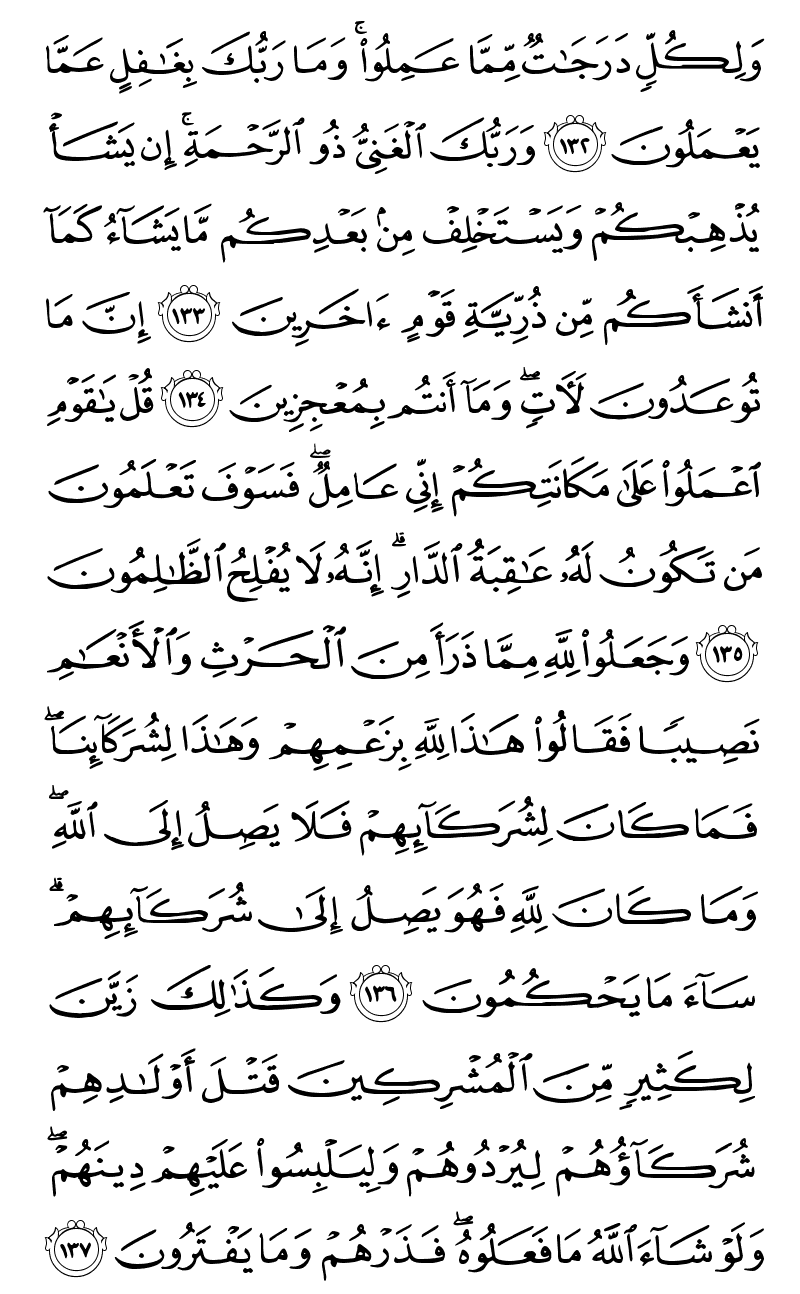 وَلِكُلٍّ دَرَجَٰتٌ مِّمَّا عَمِلُوا۟ ۚ وَمَا رَبُّكَ بِغَٰفِلٍ عَمَّا
يَعْمَلُونَ ١٣٢ وَرَبُّكَ ٱلْغَنِىُّ ذُو ٱلرَّحْمَةِ ۚ إِن يَشَأْ
يُذْهِبْكُمْ وَيَسْتَخْلِفْ مِنۢ بَعْدِكُم مَّا يَشَآءُ كَمَآ
أَنشَأَكُم مِّن ذُرِّيَّةِ قَوْمٍ ءَاخَرِينَ ١٣٣ إِنَّ مَا
تُوعَدُونَ لَءَاتٍ ۖ وَمَآ أَنتُم بِمُعْجِزِينَ ١٣٤ قُلْ يَٰقَوْمِ
ٱعْمَلُوا۟ عَلَىٰ مَكَانَتِكُمْ إِنِّى عَامِلٌ ۖ فَسَوْفَ تَعْلَمُونَ
مَن تَكُونُ لَهُۥ عَٰقِبَةُ ٱلدَّارِ ۗ إِنَّهُۥ لَا يُفْلِحُ ٱلظَّٰلِمُونَ
١٣٥ وَجَعَلُوا۟ لِلَّهِ مِمَّا ذَرَأَ مِنَ ٱلْحَرْثِ وَٱلْأَنْعَٰمِ
نَصِيبًا فَقَالُوا۟ هَٰذَا لِلَّهِ بِزَعْمِهِمْ وَهَٰذَا لِشُرَكَآئِنَا ۖ
فَمَا كَانَ لِشُرَكَآئِهِمْ فَلَا يَصِلُ إِلَى ٱللَّهِ ۖ
وَمَا كَانَ لِلَّهِ فَهُوَ يَصِلُ إِلَىٰ شُرَكَآئِهِمْ ۗ
سَآءَ مَا يَحْكُمُونَ ١٣٦ وَكَذَٰلِكَ زَيَّنَ
لِكَثِيرٍ مِّنَ ٱلْمُشْرِكِينَ قَتْلَ أَوْلَٰدِهِمْ
شُرَكَآؤُهُمْ لِيُرْدُوهُمْ وَلِيَلْبِسُوا۟ عَلَيْهِمْ دِينَهُمْ ۖ
وَلَوْ شَآءَ ٱللَّهُ مَا فَعَلُوهُ ۖ فَذَرْهُمْ وَمَا يَفْتَرُونَ ١٣٧